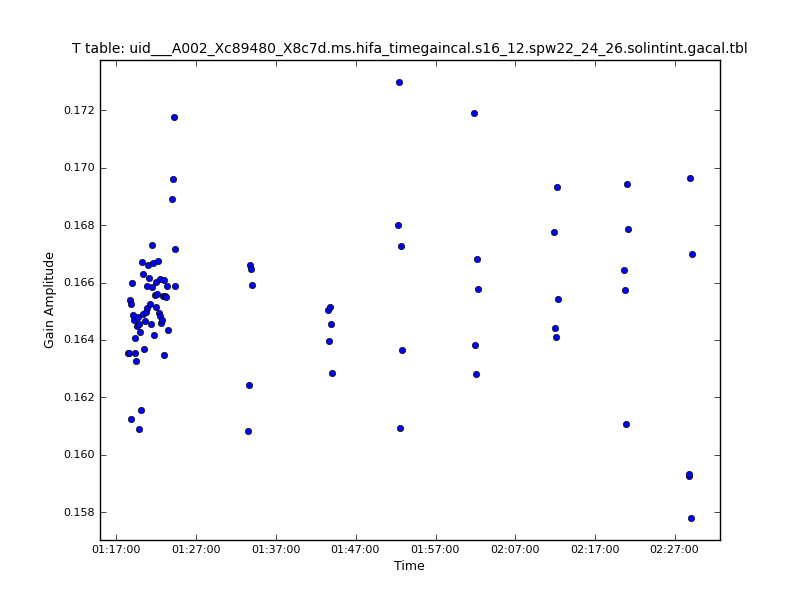 T table: uid___A002_Xc89480_X8c7d.ms.hifa_timegaincal.s16_12.spw22_24_26.solintint.gacal.tbl
0.172
0.170
0.168
0.166
0.164
0.162
0.160
0.158
Gain Amplitude
01:17:00 01:27:00 01:37:00 01:47:00 01:57:00 02:07:00 02:17:00 02:27:00
Time